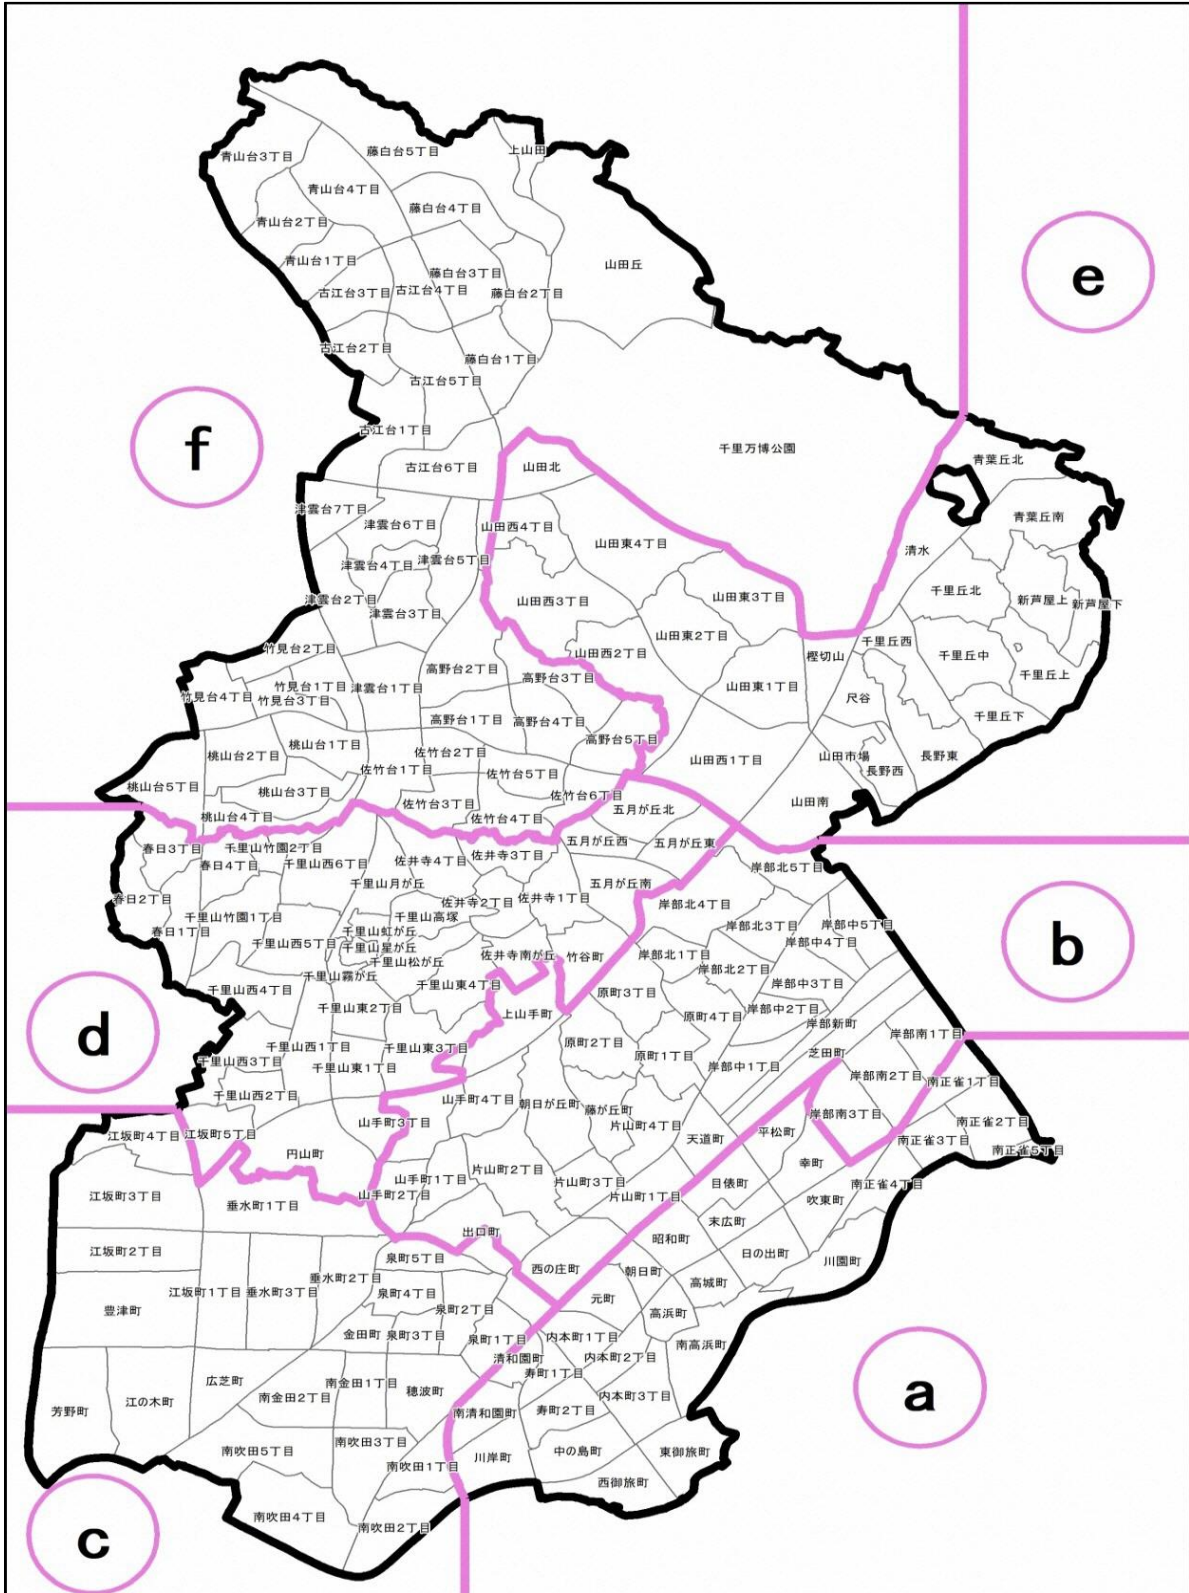 青山台3丁目
藤白台5丁目
上山田
青山台4丁目
藤白台4丁目
青山台2丁目
青山台1丁目
藤白台3丁目
山田丘
古江台3丁目
古江台4丁目
藤白台2丁目
e
古江台2丁目
藤白台1丁目
古江台5丁目
f
古江台1丁目
千里万博公園
古江台6丁目
山田北
青葉丘北
津雲台7丁目
津雲台6丁目
山田西4丁目
青葉丘南
山田東4丁目
清水
津雲台4丁目
津雲台5丁目
千里丘北
津雲台2丁目
津雲台3丁目
山田西3丁目
山田東3丁目
新芦屋上
新芦屋下
竹見台2丁目
山田西2丁目
山田東2丁目
樫切山
千里丘西
千里丘中
高野台2丁目
高野台3丁目
千里丘上
竹見台4丁目
竹見台1丁目
竹見台3丁目
津雲台1丁目
山田東1丁目
尺谷
高野台1丁目
高野台4丁目
千里丘下
桃山台2丁目
桃山台1丁目
高野台5丁目
佐竹台2丁目
山田西1丁目
山田市場
長野東
佐竹台1丁目
佐竹台5丁目
長野西
桃山台5丁目
桃山台3丁目
佐竹台3丁目
佐竹台6丁目
山田南
桃山台4丁目
佐竹台4丁目
五月が丘北
春日3丁目
千里山竹園2丁目
五月が丘西
五月が丘東
春日4丁目
千里山西6丁目
佐井寺4丁目
佐井寺3丁目
岸部北5丁目
千里山月が丘
五月が丘南
春日2丁目
佐井寺2丁目
佐井寺1丁目
岸部北4丁目
千里山竹園1丁目
千里山高塚
岸部北3丁目
岸部中5丁目
春日1丁目
千里山虹が丘
千里山西5丁目
千里山星が丘
岸部中4丁目
b
千里山松が丘
佐井寺南が丘
竹谷町
岸部北1丁目
岸部北2丁目
千里山霧が丘
千里山西4丁目
千里山東4丁目
原町3丁目
岸部中3丁目
千里山東2丁目
上山手町
原町4丁目
岸部中2丁目
岸部新町
d
千里山西1丁目
千里山東3丁目
原町2丁目
原町1丁目
芝田町
岸部南1丁目
千里山西3丁目
千里山東1丁目
岸部中1丁目
岸部南2丁目
南正雀1丁目
千里山西2丁目
山手町4丁目
朝日が丘町
藤が丘町
岸部南3丁目
山手町3丁目
片山町4丁目
南正雀2丁目
江坂町4丁目
江坂町5丁目
天道町
平松町
南正雀3丁目
南正雀5丁目
円山町
片山町2丁目
幸町
山手町1丁目
片山町3丁目
目俵町
南正雀4丁目
江坂町3丁目
垂水町1丁目
山手町2丁目
片山町1丁目
吹東町
出口町
末広町
昭和町
日の出町
江坂町2丁目
泉町5丁目
西の庄町
朝日町
川園町
垂水町2丁目
高城町
江坂町1丁目
垂水町3丁目
泉町4丁目
元町
豊津町
泉町2丁目
高浜町
金田町
泉町3丁目
泉町1丁目
内本町1丁目
南高浜町
清和園町
内本町2丁目
寿町1丁目
広芝町
南金田1丁目
穂波町
内本町3丁目
江の木町
南金田2丁目
a
芳野町
南清和園町
寿町2丁目
南吹田5丁目
南吹田3丁目
中の島町
東御旅町
川岸町
南吹田1丁目
西御旅町
南吹田4丁目
南吹田2丁目
c